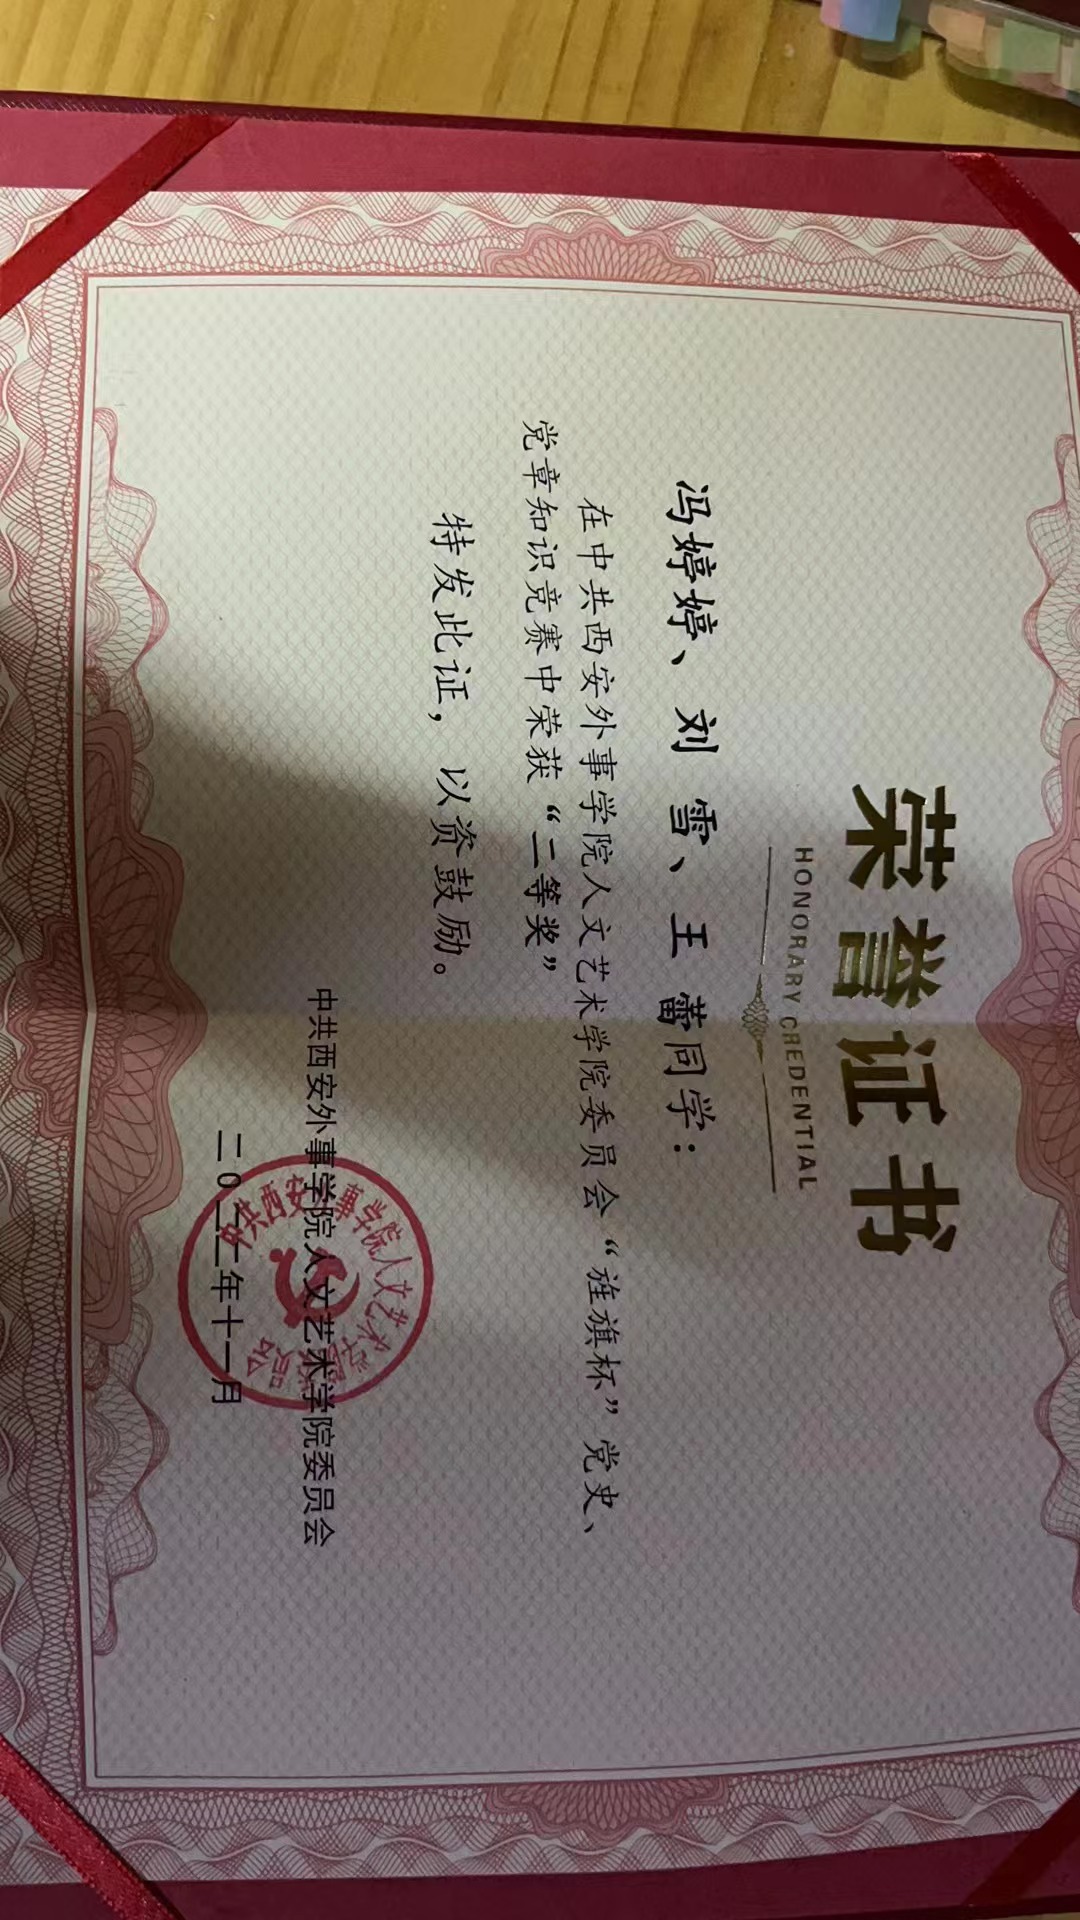 荣誉证书
HONORARY CREDENTIAL
冯婷婷、刘 雪、王 蕾同学：
在中共西安外事学院人文艺术学院委员会“旌旗杯”党史、
党章知识竞赛中荣获“二等奖”
特发此证，以资鼓励。
中共西安外事学院人文艺术学院委员会
二0二二年十一月